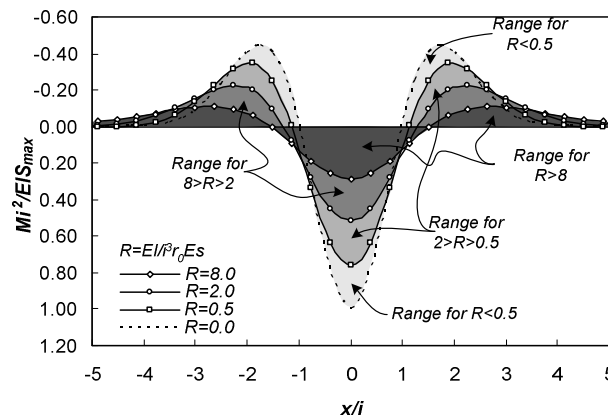 -0.60
-0.40
-0.20
0.00
0.20
0.40
0.60
0.80
1.00
1.20
Mi²/EISmax
Range for
R<0.5
Range for
8>R>2
Range for
R>8
Range for
2>R>0.5
Range for R<0.5
R=EI/i³r₀Es
R=8.0
R=2.0
R=0.5
R=0.0
-5 -4 -3 -2 -1 0 1 2 3 4 5
x/i